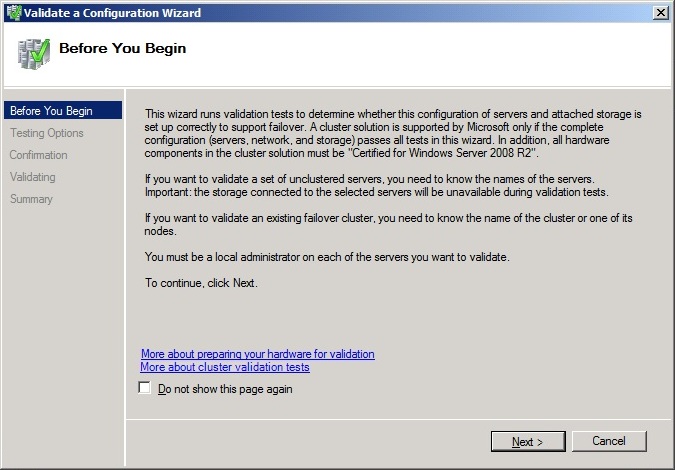 Validate a Configuration Wizard
Before You Begin
Before You Begin
Testing Options
Confirmation
Validating
Summary
This wizard runs validation tests to determine whether this configuration of servers and attached storage is
set up correctly to support failover. A cluster solution is supported by Microsoft only if the complete
configuration (servers, network, and storage) passes all tests in this wizard. In addition, all hardware
components in the cluster solution must be "Certified for Windows Server 2008 R2".
If you want to validate a set of unclustered servers, you need to know the names of the servers.
Important: the storage connected to the selected servers will be unavailable during validation tests.
If you want to validate an existing failover cluster, you need to know the name of the cluster or one of its
nodes.
You must be a local administrator on each of the servers you want to validate.
To continue, click Next.
More about preparing your hardware for validation
More about cluster validation tests
Do not show this page again
Next >
Cancel